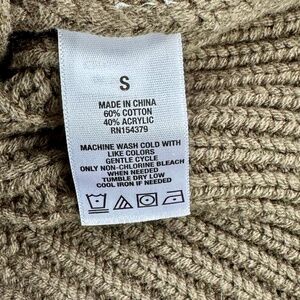 S
MADE IN CHINA
60% COTTON
40% ACRYLIC
RN154379
MACHINE WASH COLD WITH
LIKE COLORS
GENTLE CYCLE
ONLY NON-CHLORINE BLEACH
WHEN NEEDED
TUMBLE DRY LOW
COOL IRON IF NEEDED